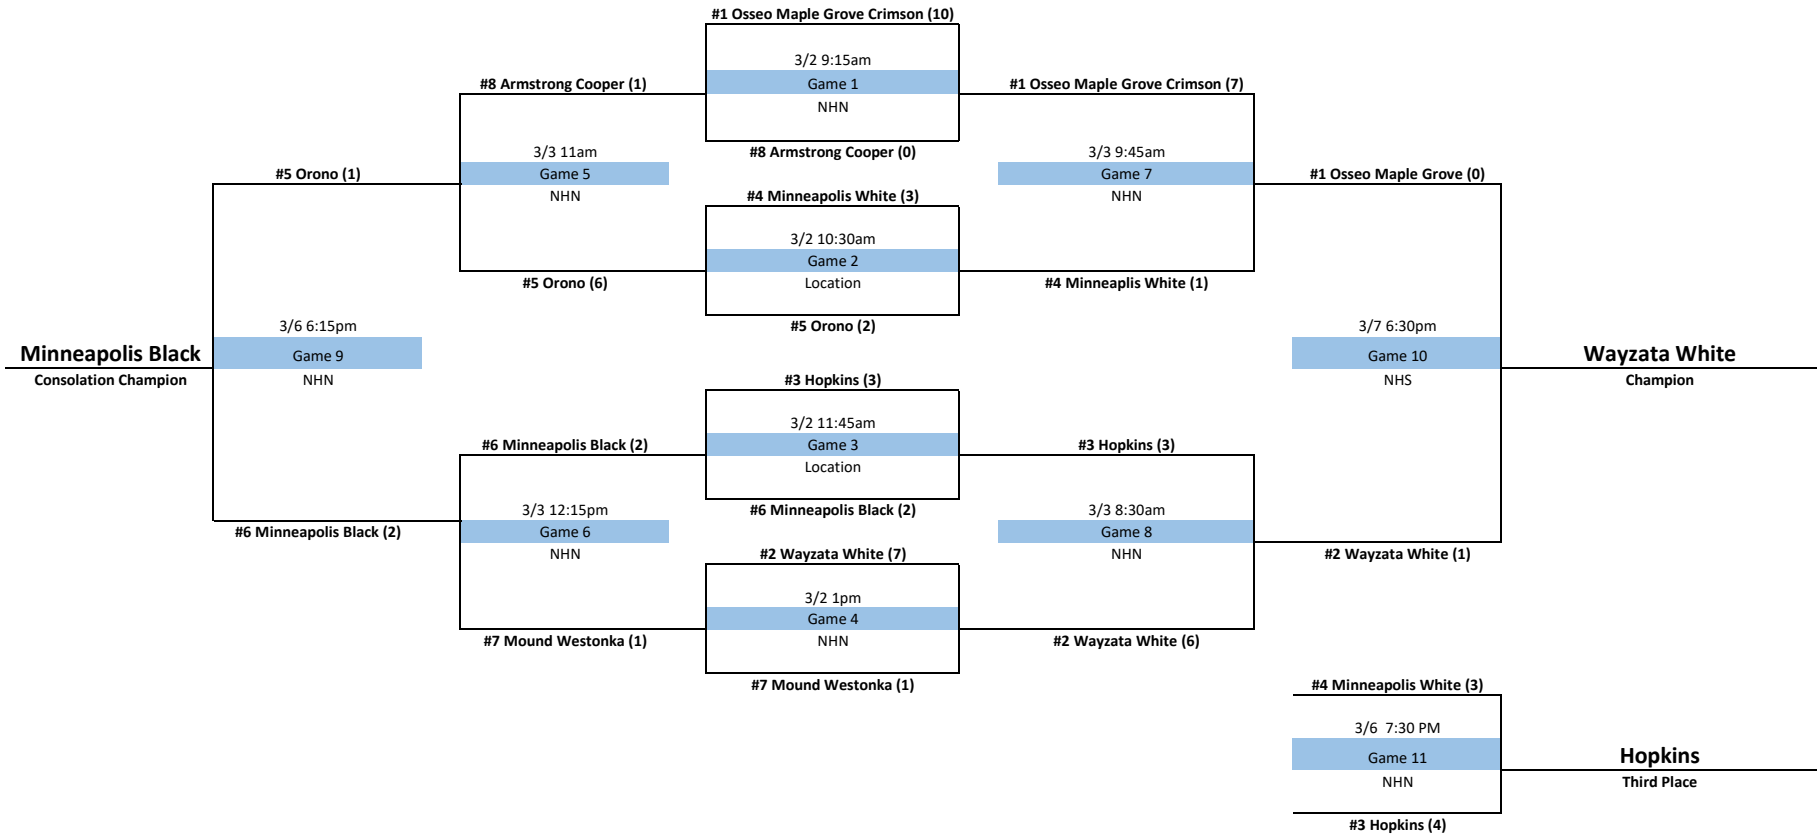 #1 Osseo Maple Grove Crimson (10)
3/2 9:15am
#8 Armstrong Cooper (1)
Game 1
#1 Osseo Maple Grove Crimson (7)
NHN
3/3 11am
#8 Armstrong Cooper (0)
3/3 9:45am
#5 Orono (1)
Game 5
Game 7
#1 Osseo Maple Grove (0)
NHN
#4 Minneapolis White (3)
NHN
3/2 10:30am
Game 2
#5 Orono (6)
Location
#4 Minneaplis White (1)
3/6 6:15pm
#5 Orono (2)
3/7 6:30pm
Minneapolis Black
Game 9
Game 10
Wayzata White
Consolation Champion
NHN
#3 Hopkins (3)
NHS
Champion
3/2 11:45am
#6 Minneapolis Black (2)
Game 3
#3 Hopkins (3)
Location
3/3 12:15pm
#6 Minneapolis Black (2)
3/3 8:30am
#6 Minneapolis Black (2)
Game 6
Game 8
NHN
#2 Wayzata White (7)
NHN
#2 Wayzata White (1)
3/2 1pm
Game 4
#7 Mound Westonka (1)
NHN
#2 Wayzata White (6)
#7 Mound Westonka (1)
#4 Minneapolis White (3)
3/6  7:30 PM
Game 11
Hopkins
NHN
Third Place
#3 Hopkins (4)